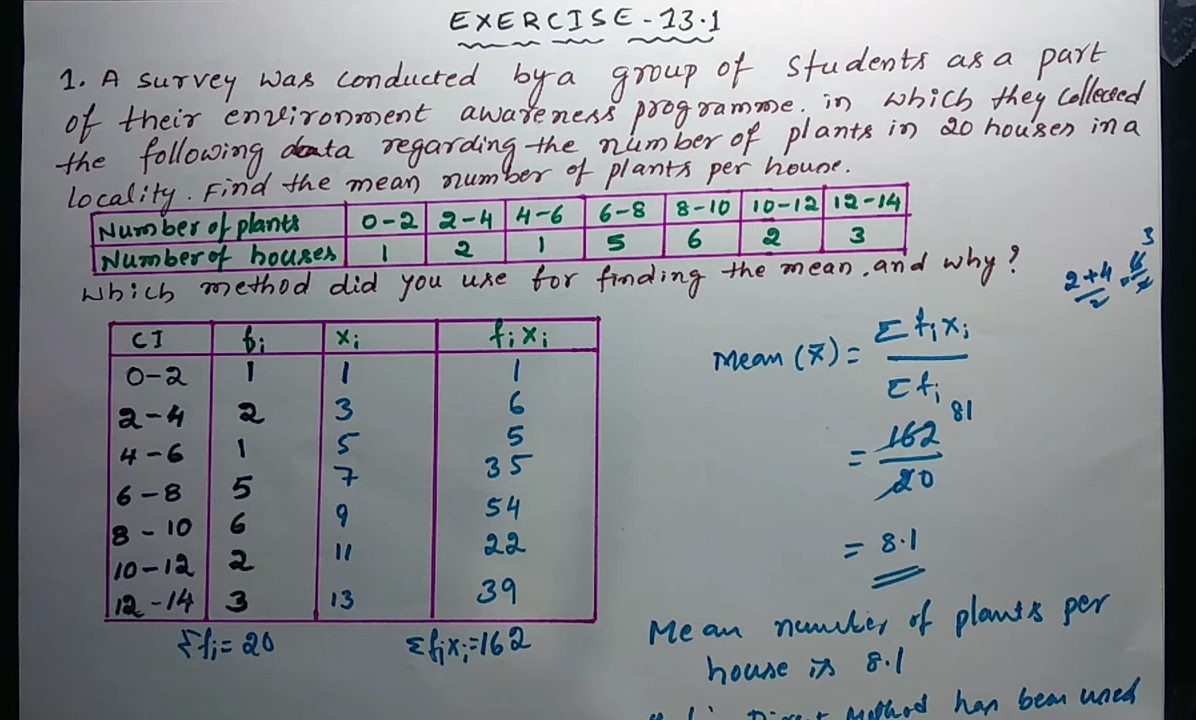 EXERCISE - 13.1
1. A survey was conducted by a group of students as a part
of their environment awareness programme. in which they collected
the following data regarding the number of plants in 20 houses in a
locality. Find the mean number of plants per house.
Number of plants 0-2 2-4 4-6 6-8 8-10 10-12 12-14
Number of houses 1 2 1 5 6 2 3
which method did you use for finding the mean, and why?
CI fi xi fixi
0-2 1 1 1
2-4 2 3 6
4-6 1 5 5
6-8 5 7 35
8-10 6 9 54
10-12 2 11 22
12-14 3 13 39
Σfi = 20 Σfixi = 162
2+4
2
3
Mean (x̄) = Σfixi
Σfi
81
= 162
20
= 8.1
Mean number of plants per
house is 8.1
Direct Method has been used